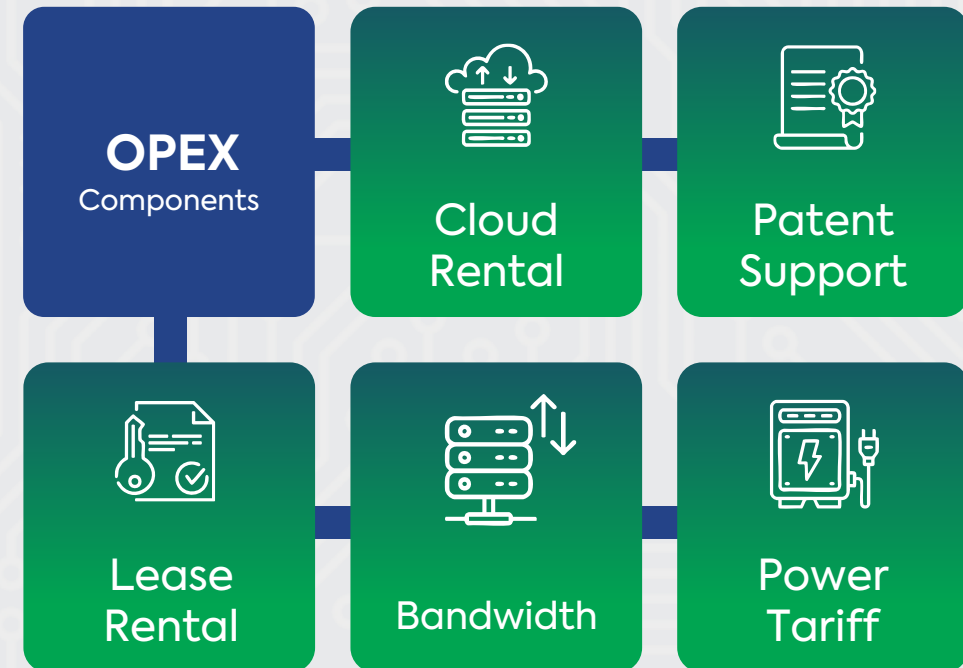 OPEX
Components
Cloud
Rental
Patent
Support
Lease
Rental
Bandwidth
Power
Tariff